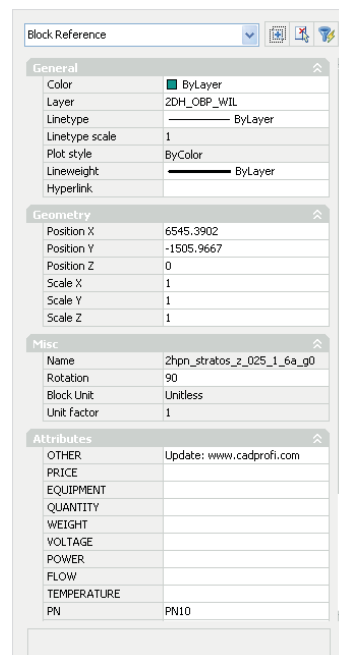 Block Reference
General
Color ByLayer
Layer 2DH_OBP_WIL
Linetype ByLayer
Linetype scale 1
Plot style ByColor
Lineweight ByLayer
Hyperlink
Geometry
Position X 6545.3902
Position Y -1505.9667
Position Z 0
Scale X 1
Scale Y 1
Scale Z 1
Misc
Name 2hpn_stratos_z_025_1_6a_g0
Rotation 90
Block Unit Unitless
Unit factor 1
Attributes
OTHER Update: www.cadprofi.com
PRICE
EQUIPMENT
QUANTITY
WEIGHT
VOLTAGE
POWER
FLOW
TEMPERATURE
PN PN10